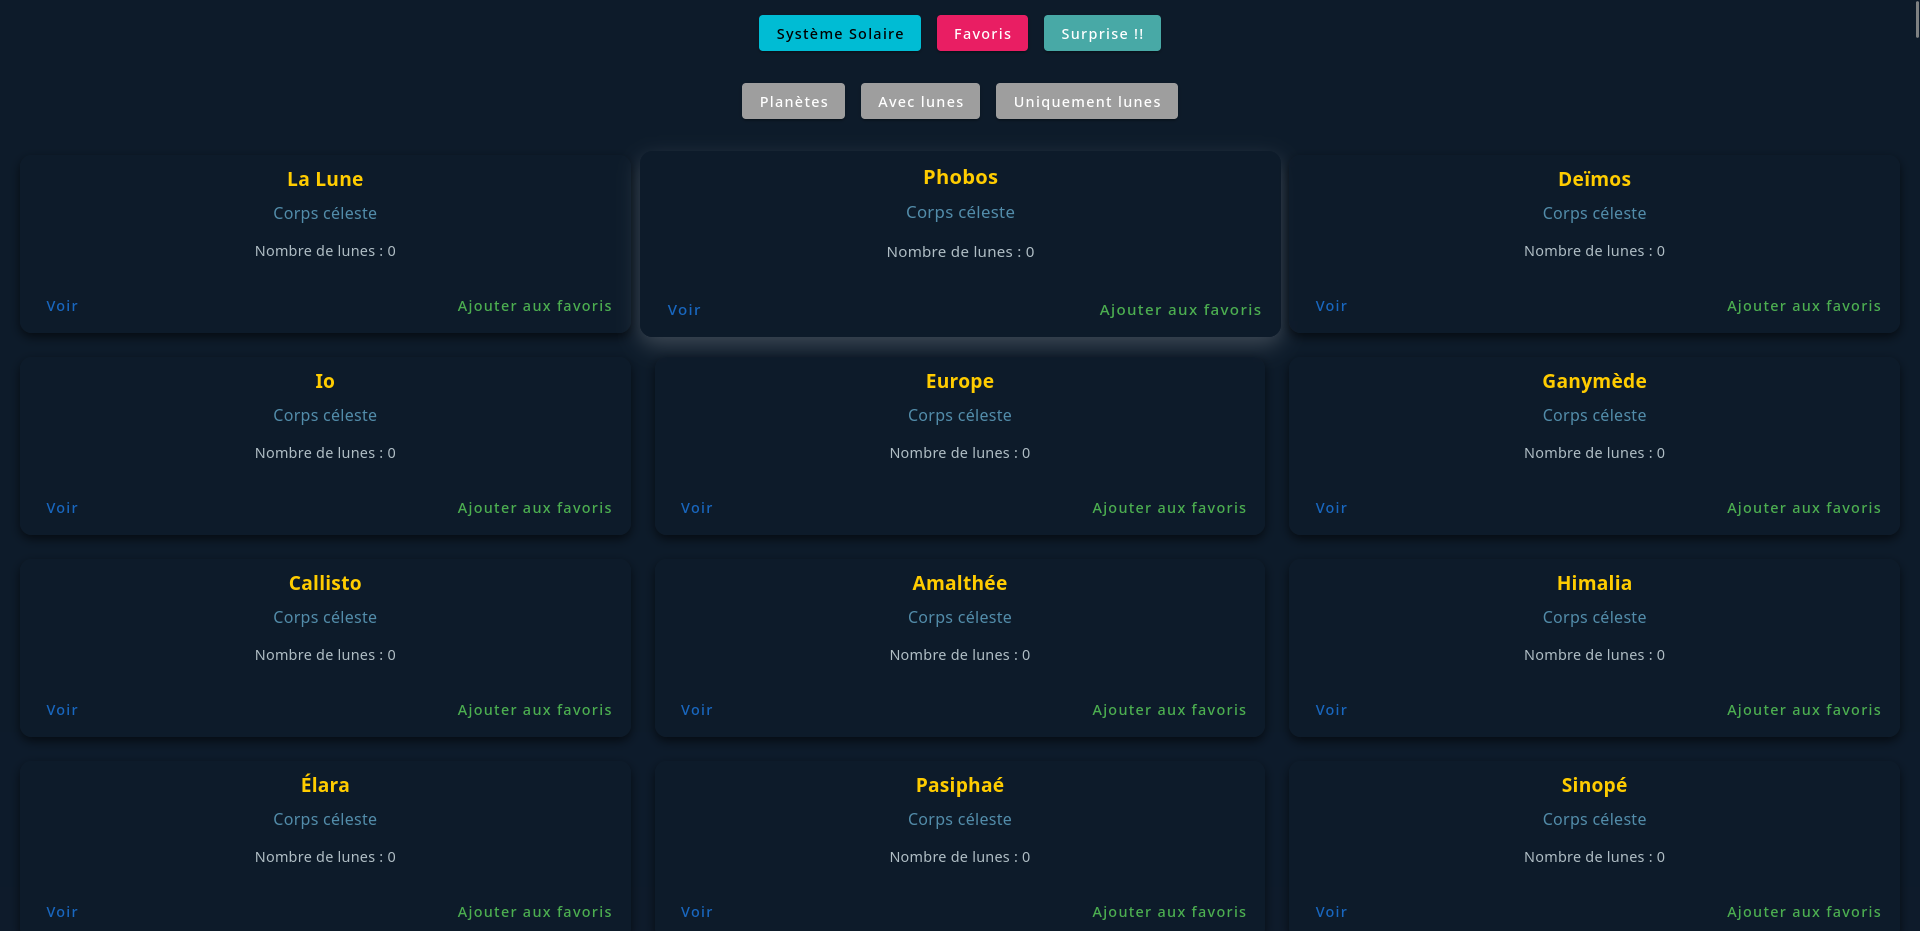 Système Solaire
Favoris
Surprise !!
Planètes
Avec lunes
Uniquement lunes
La Lune
Corps céleste
Nombre de lunes : 0
Voir
Ajouter aux favoris
Phobos
Corps céleste
Nombre de lunes : 0
Voir
Ajouter aux favoris
Deïmos
Corps céleste
Nombre de lunes : 0
Voir
Ajouter aux favoris
Io
Corps céleste
Nombre de lunes : 0
Voir
Ajouter aux favoris
Europe
Corps céleste
Nombre de lunes : 0
Voir
Ajouter aux favoris
Ganymède
Corps céleste
Nombre de lunes : 0
Voir
Ajouter aux favoris
Callisto
Corps céleste
Nombre de lunes : 0
Voir
Ajouter aux favoris
Amalthée
Corps céleste
Nombre de lunes : 0
Voir
Ajouter aux favoris
Himalia
Corps céleste
Nombre de lunes : 0
Voir
Ajouter aux favoris
Élara
Corps céleste
Nombre de lunes : 0
Voir
Ajouter aux favoris
Pasiphaé
Corps céleste
Nombre de lunes : 0
Voir
Ajouter aux favoris
Sinopé
Corps céleste
Nombre de lunes : 0
Voir
Ajouter aux favoris